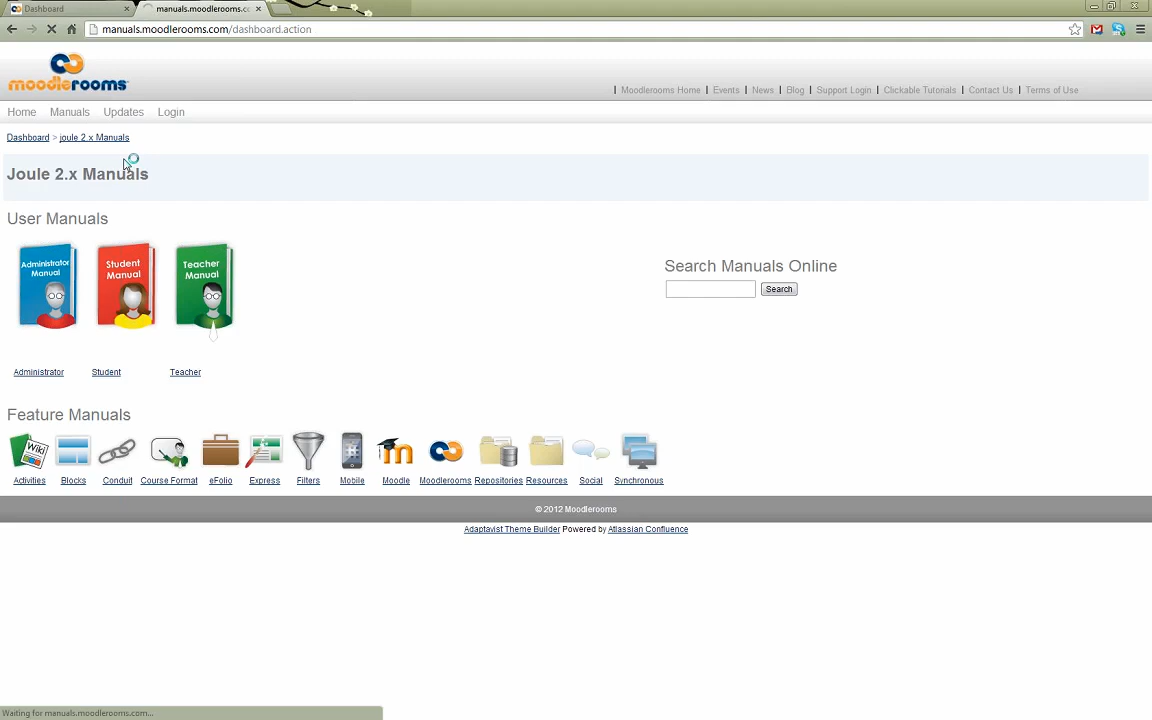 Dashboard manuals.moodlerooms.cc
manuals.moodlerooms.com/dashboard.action
moodlerooms
Moodlerooms Home | Events | News | Blog | Support Login | Clickable Tutorials | Contact Us | Terms of Use
Home Manuals Updates Login
Dashboard > joule 2.x Manuals
Joule 2.x Manuals
User Manuals
Administrator Manual
Student Manual
Teacher Manual
Search Manuals Online
Search
Administrator Student Teacher
Feature Manuals
Wiki
Activities Blocks Conduit Course Format eFolio Express Filters Mobile Moodle Moodlerooms Repositories Resources Social Synchronous
© 2012 Moodlerooms
Adaptavist Theme Builder Powered by Atlassian Confluence
Waiting for manuals.moodlerooms.com...